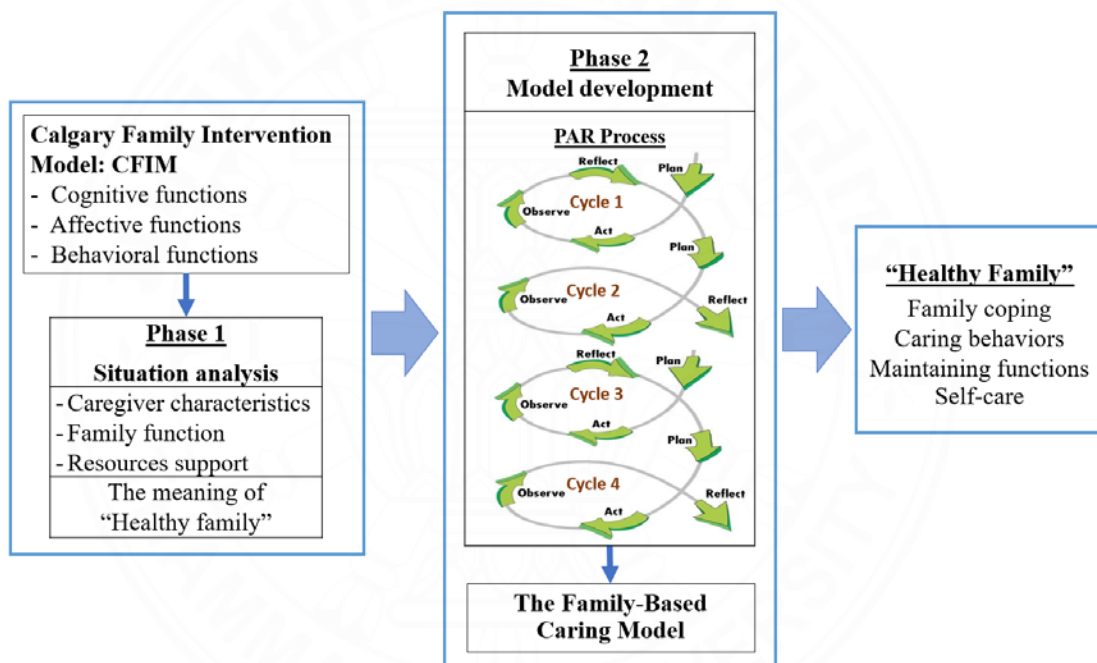 Calgary Family Intervention
Model: CFIM
- Cognitive functions
- Affective functions
- Behavioral functions
Phase 1
Situation analysis
-Caregiver characteristics
-Family function
-Resources support
The meaning of
“Healthy family”
Phase 2
Model development
PAR Process
Reflect
Plan
Cycle 1
Observe
Act
Plan
Cycle 2
Observe
Reflect
Act
Reflect
Plan
Cycle 3
Observe
Act
Plan
Cycle 4
Observe
Reflect
Act
The Family-Based
Caring Model
“Healthy Family”
Family coping
Caring behaviors
Maintaining functions
Self-care